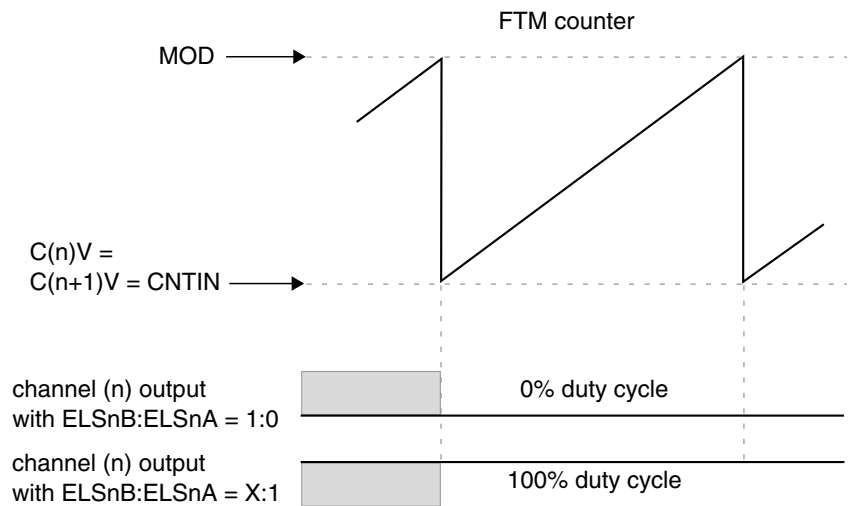 FTM counter
MOD
C(n)V =
C(n+1)V = CNTIN
channel (n) output
with ELSnB:ELSnA = 1:0
0% duty cycle
channel (n) output
with ELSnB:ELSnA = X:1
100% duty cycle